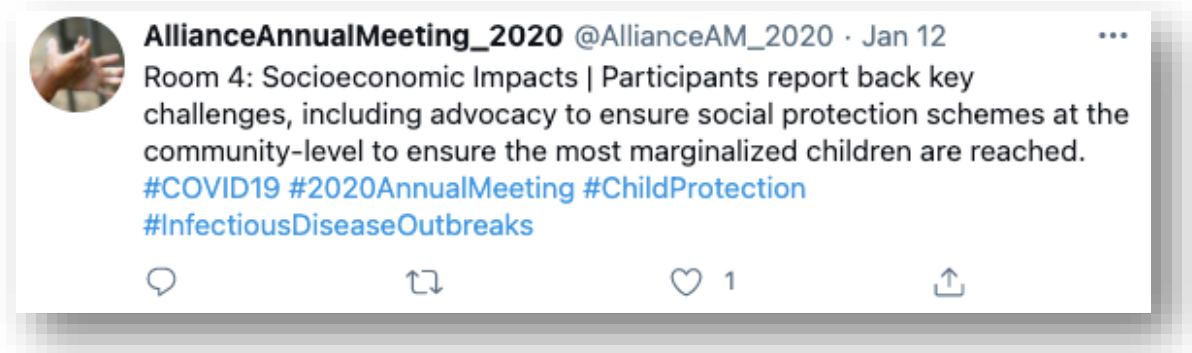 AllianceAnnualMeeting_2020 @AllianceAM_2020 · Jan 12
Room 4: Socioeconomic Impacts | Participants report back key
challenges, including advocacy to ensure social protection schemes at the
community-level to ensure the most marginalized children are reached.
#COVID19 #2020AnnualMeeting #ChildProtection
#InfectiousDiseaseOutbreaks
1